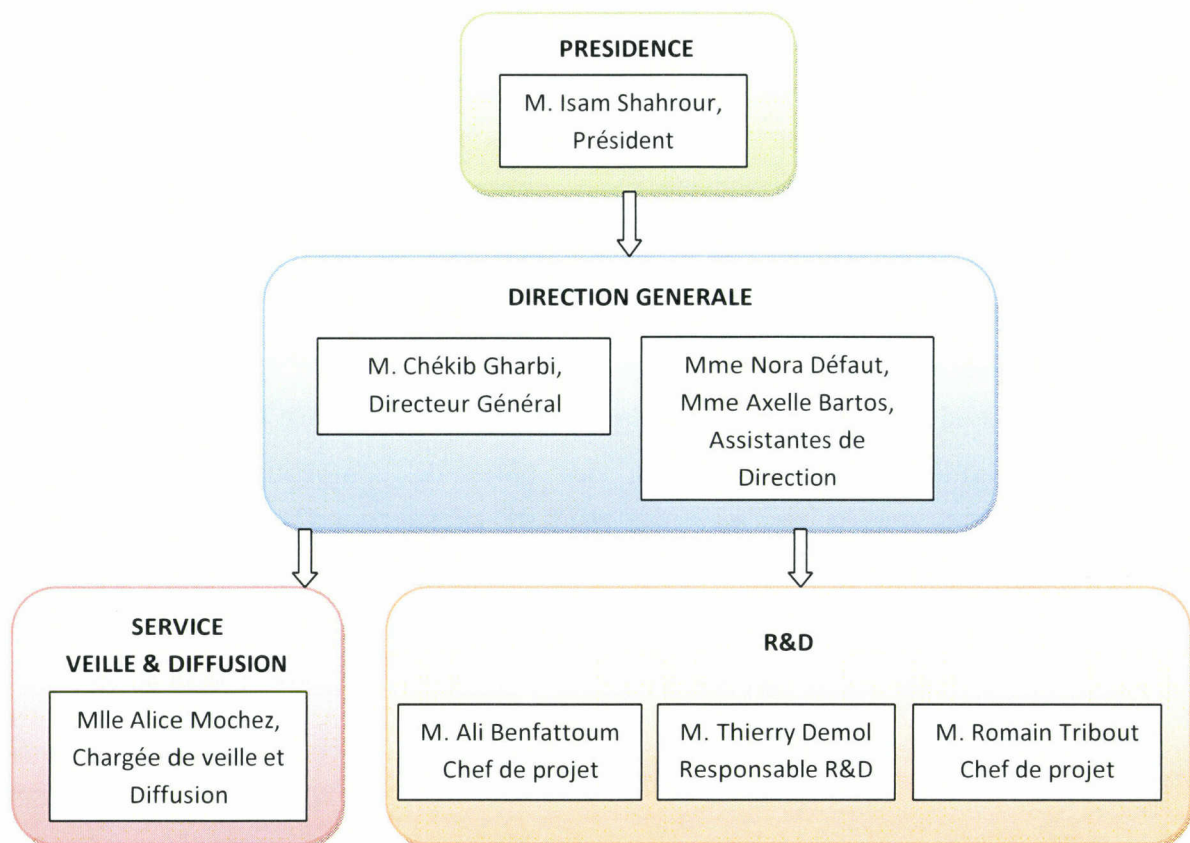 PRESIDENCE
M. Isam Shahrour,
Président
DIRECTION GENERALE
M. Chékib Gharbi,
Directeur Général
Mme Nora Défaut,
Mme Axelle Bartos,
Assistantes de
Direction
SERVICE
VEILLE & DIFFUSION
Mlle Alice Mochez,
Chargée de veille et
Diffusion
R&D
M. Ali Benfattoum
Chef de projet
M. Thierry Demol
Responsable R&D
M. Romain Tribout
Chef de projet